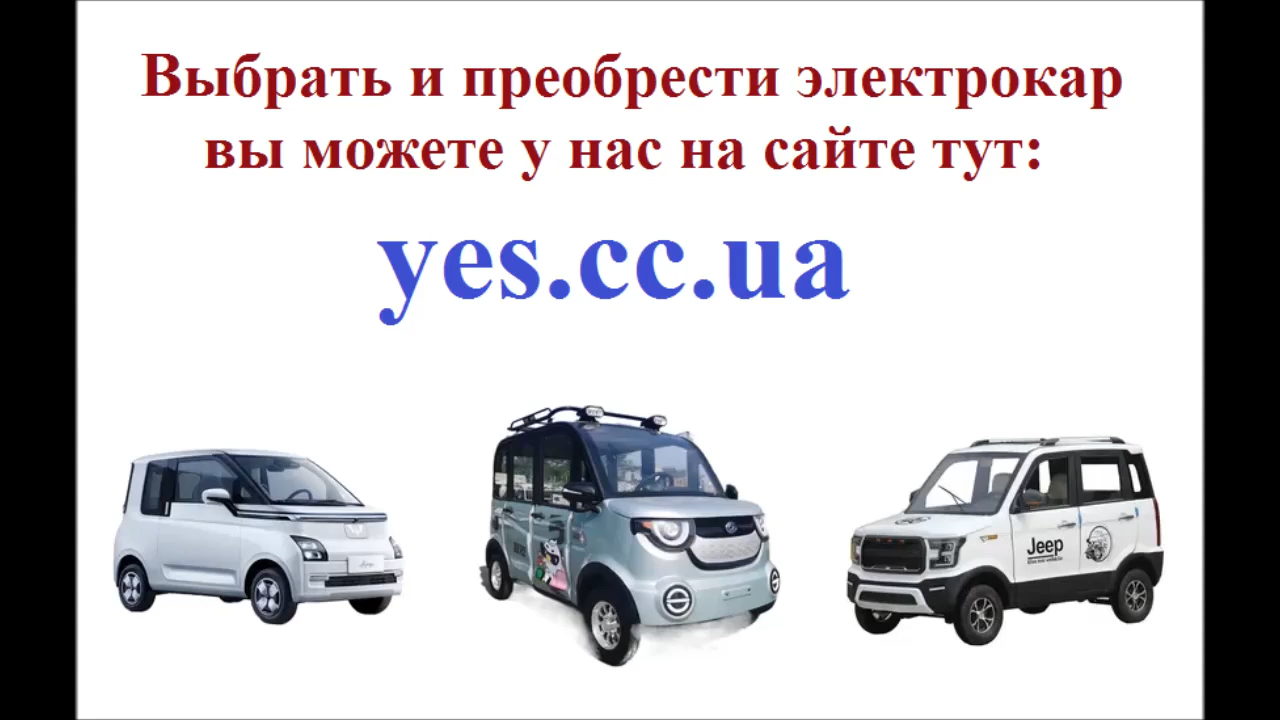 Выбрать и преобрести электрокар
вы можете у нас на сайте тут:
yes.cc.ua
Jeep